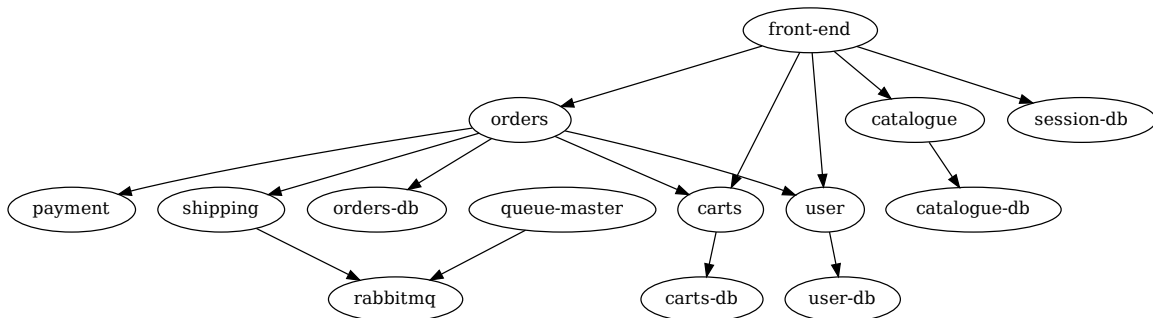 front-end
orders
catalogue
session-db
payment
shipping
orders-db
queue-master
carts
user
catalogue-db
rabbitmq
carts-db
user-db